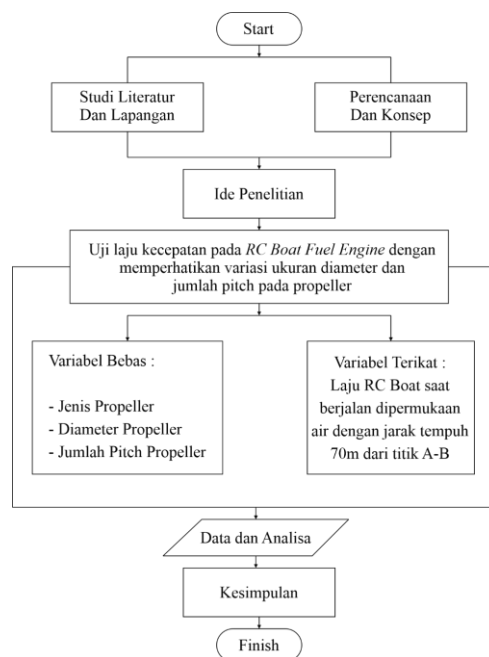 Start
Studi Literatur
Dan Lapangan
Perencanaan
Dan Konsep
Ide Penelitian
Uji laju kecepatan pada RC Boat Fuel Engine dengan
memperhatikan variasi ukuran diameter dan
jumlah pitch pada propeller
Variabel Bebas :
- Jenis Propeller
- Diameter Propeller
- Jumlah Pitch Propeller
Variabel Terikat :
Laju RC Boat saat
berjalan dipermukaan
air dengan jarak tempuh
70m dari titik A-B
Data dan Analisa
Kesimpulan
Finish